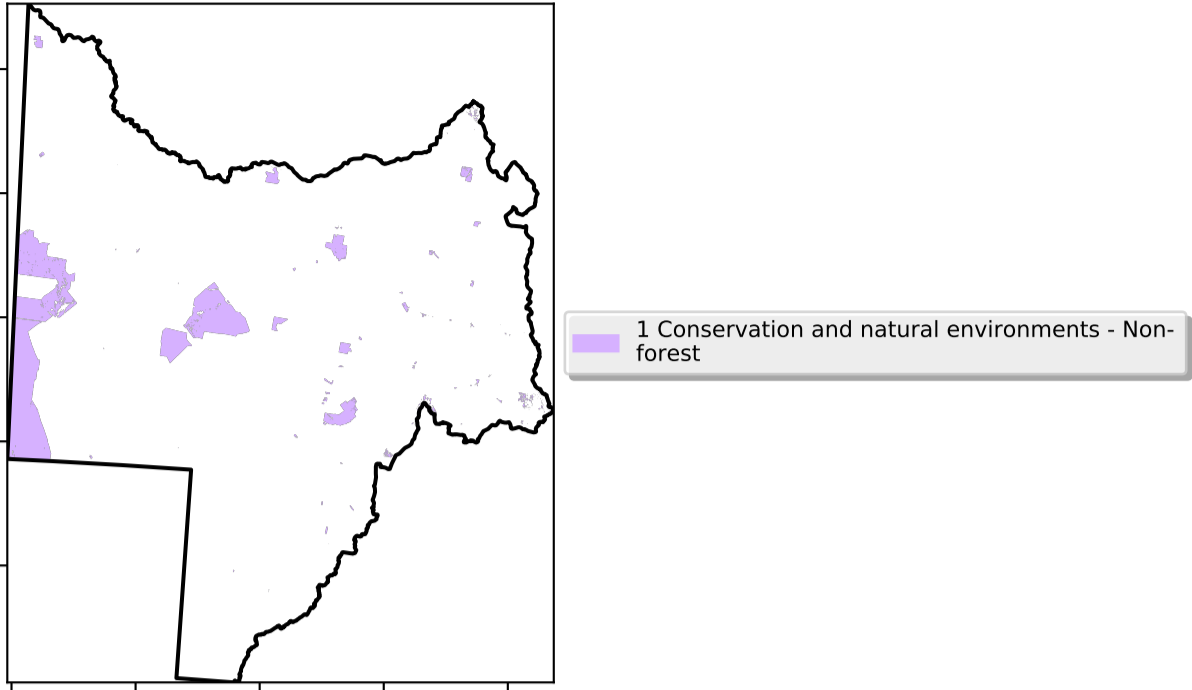 1 Conservation and natural environments - Non-
forest